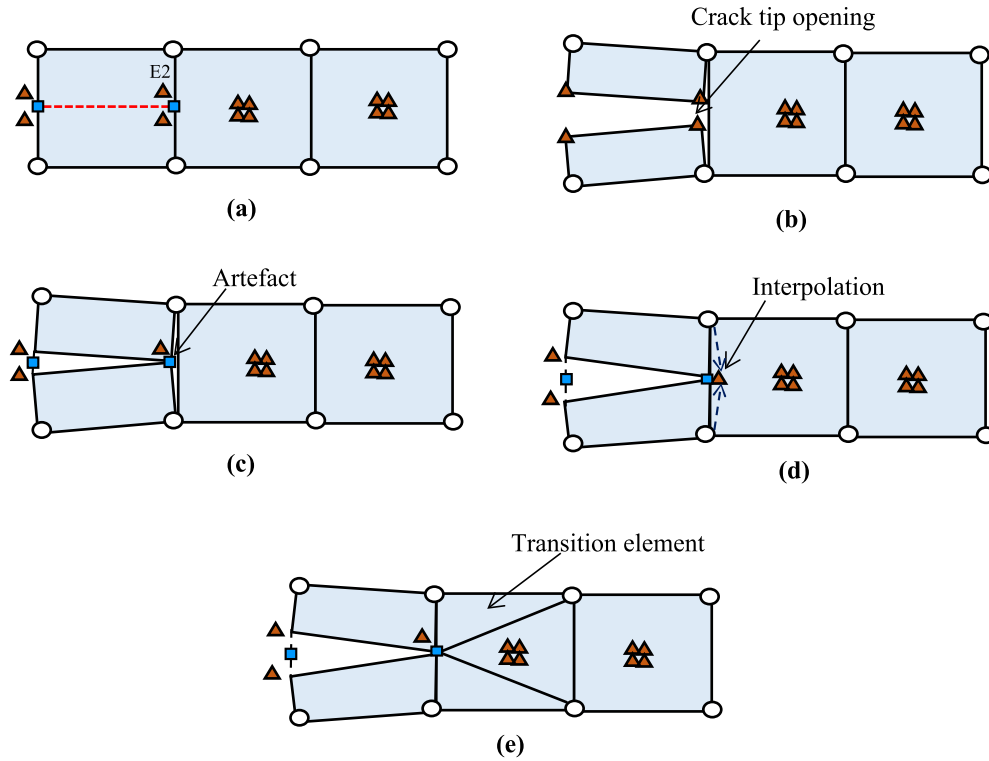 Crack tip opening
E2
(a)
(b)
Artefact
Interpolation
(c)
(d)
Transition element
(e)